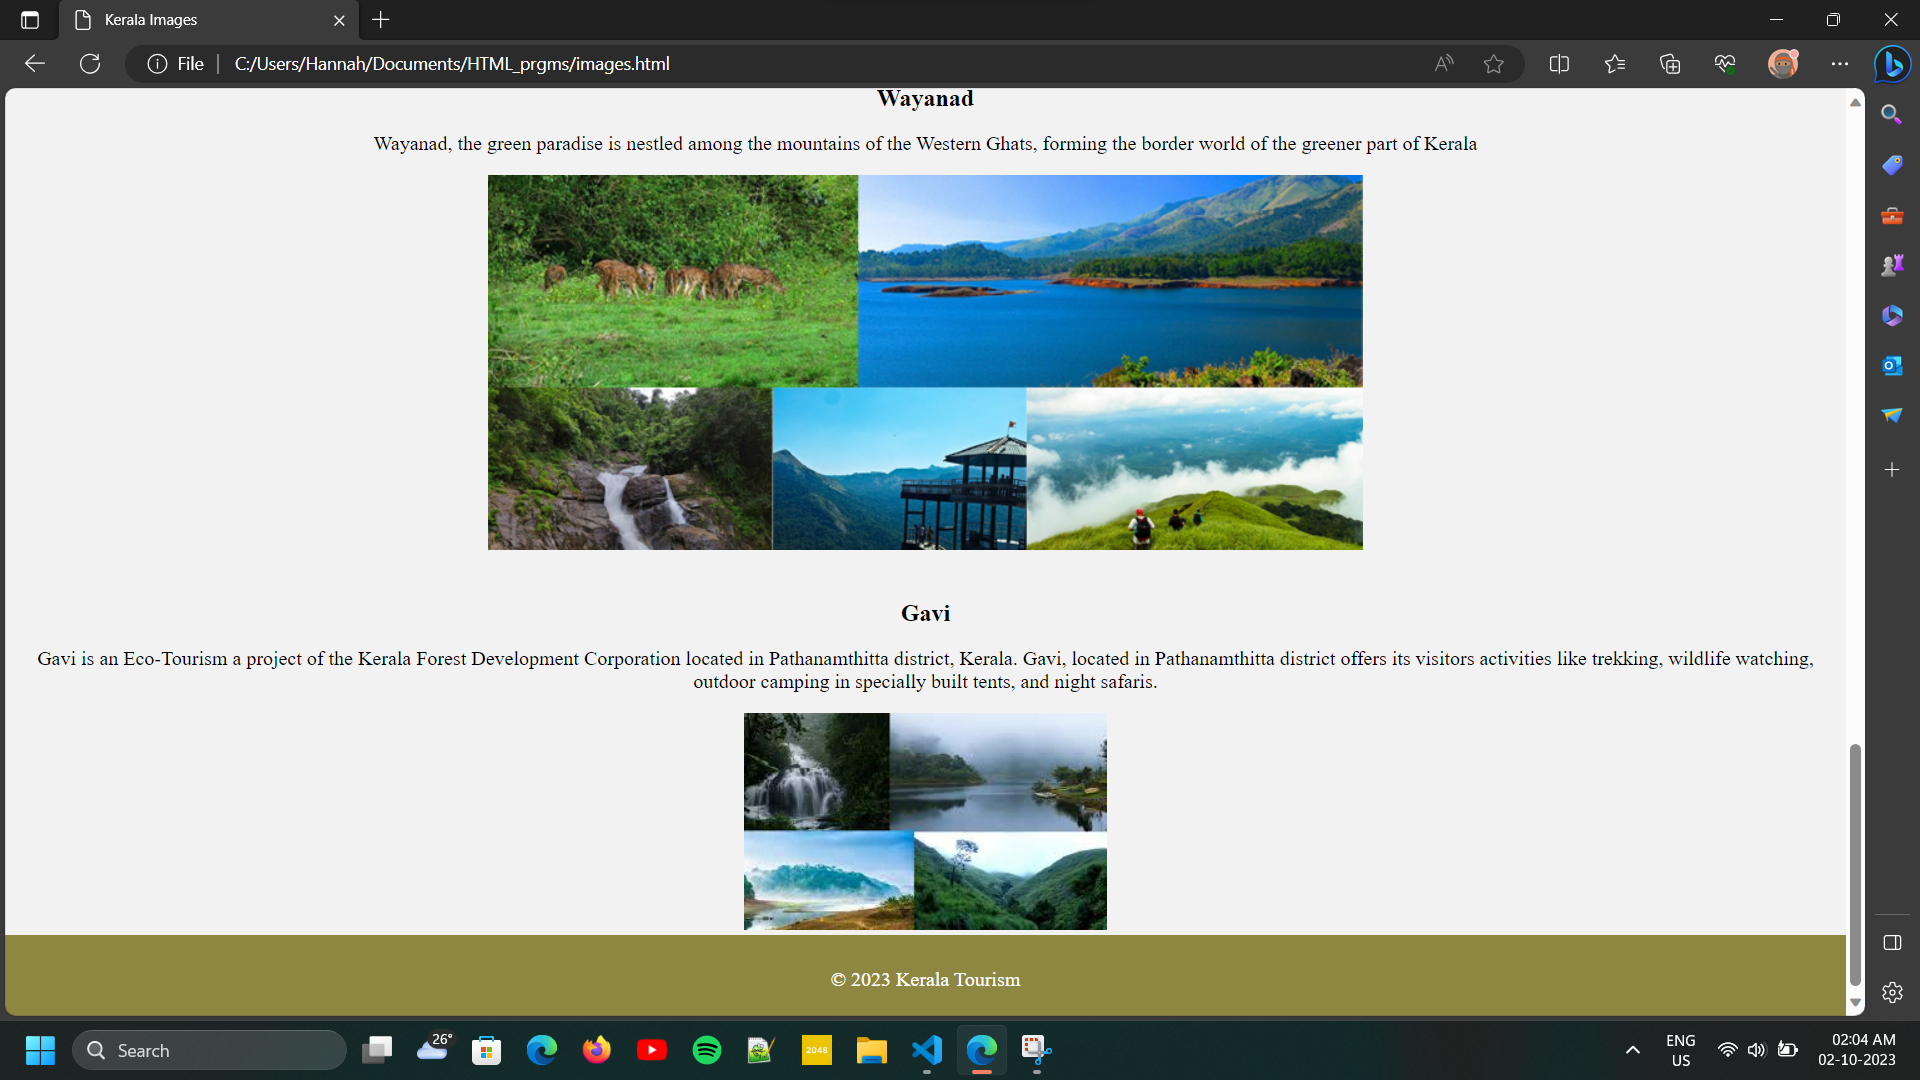 Kerala Images
File
C:/Users/Hannah/Documents/HTML_prgms/images.html
Wayanad
Wayanad, the green paradise is nestled among the mountains of the Western Ghats, forming the border world of the greener part of Kerala
Gavi
Gavi is an Eco-Tourism a project of the Kerala Forest Development Corporation located in Pathanamthitta district, Kerala. Gavi, located in Pathanamthitta district offers its visitors activities like trekking, wildlife watching,
outdoor camping in specially built tents, and night safaris.
© 2023 Kerala Tourism
Search
26°
2048
ENG
US
02:04 AM
02-10-2023